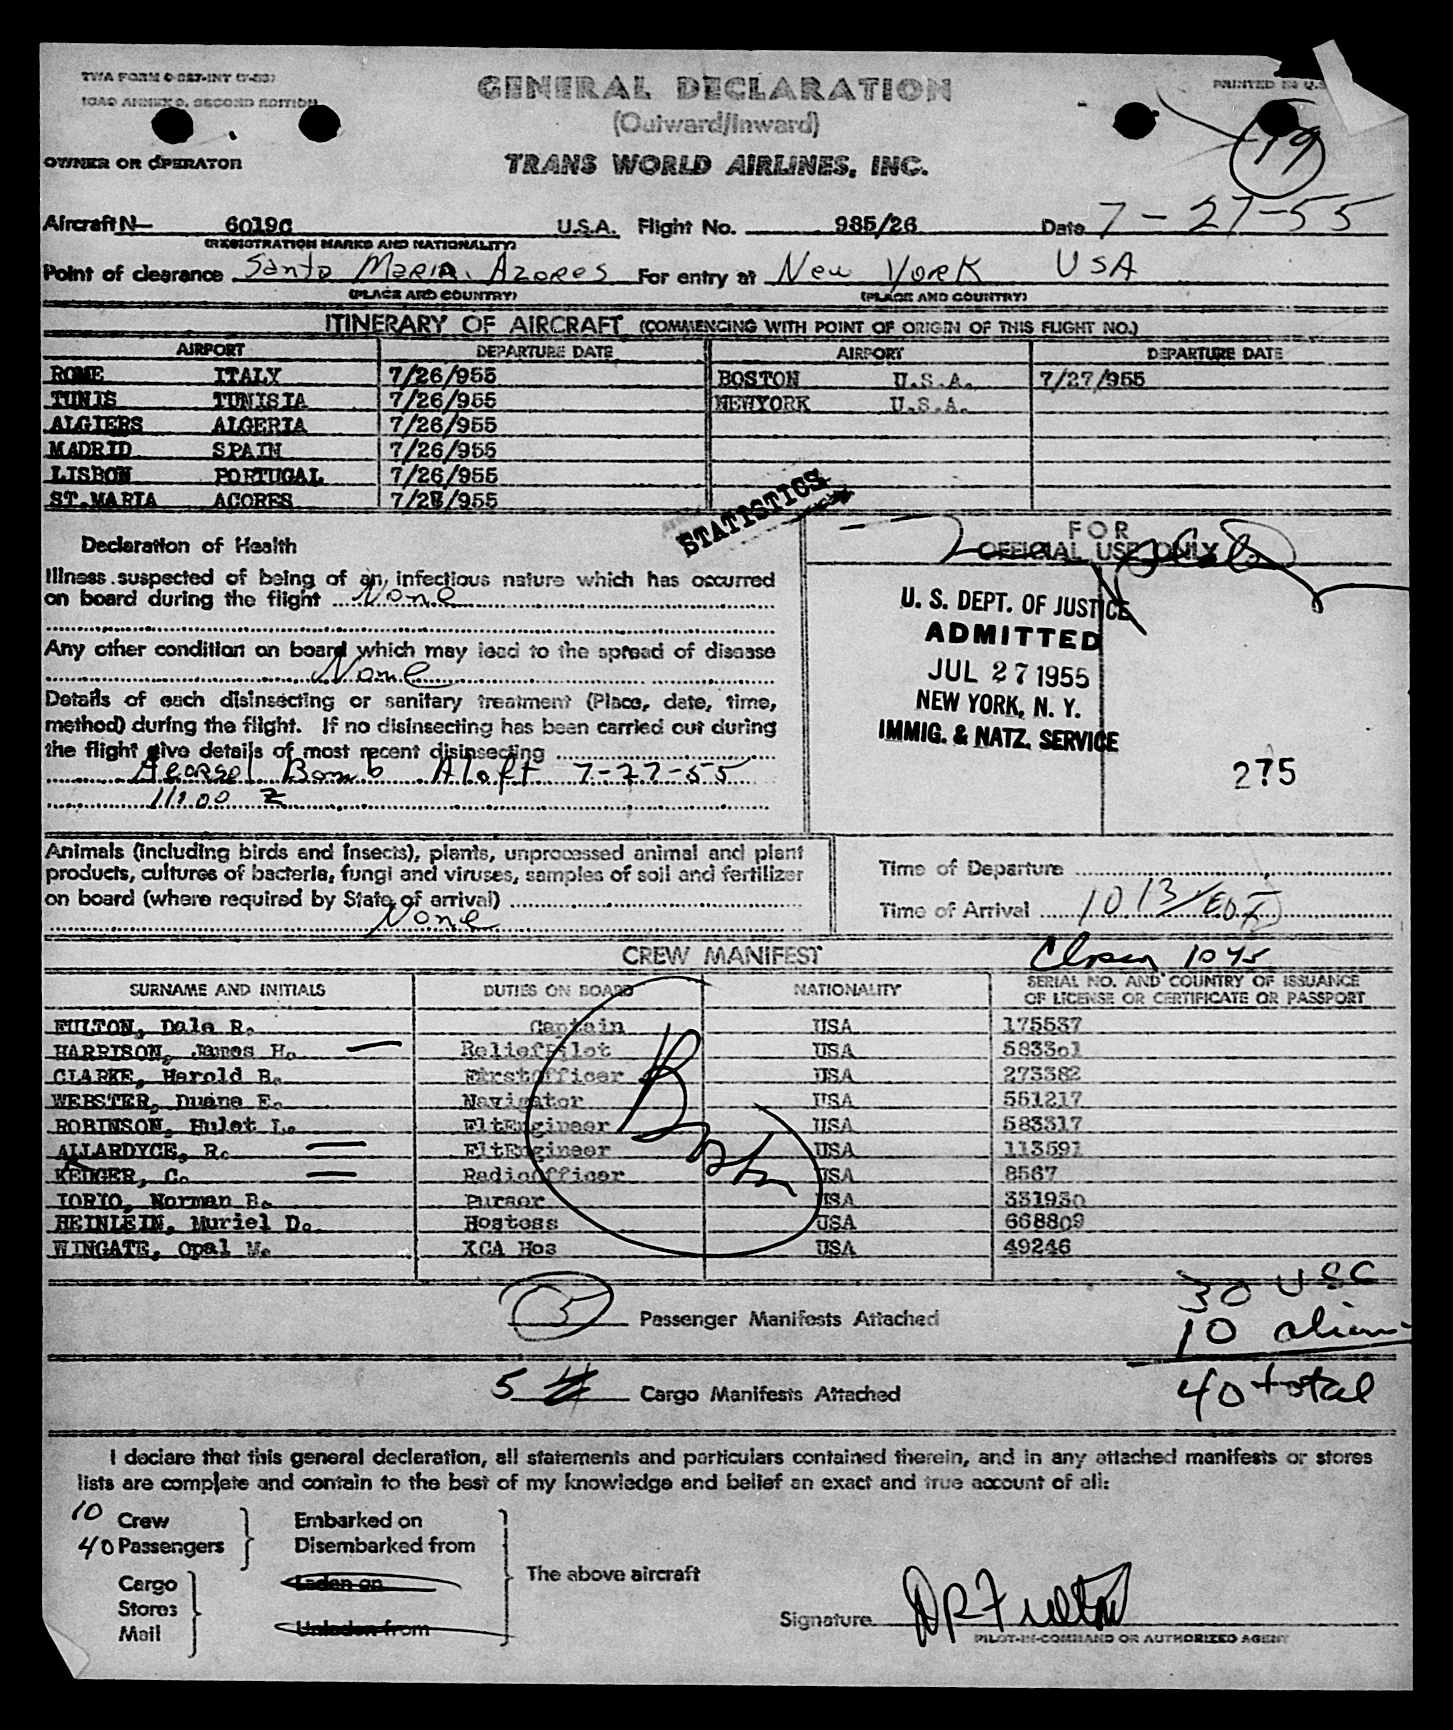 TWA FORM O-227-INT (7-53)
ICAO ANNEX 9, SECOND EDITION
PRINTED IN U.S.
GENERAL DECLARATION
(Outward/Inward)
19
OWNER OR OPERATOR TRANS WORLD AIRLINES, INC.
Aircraft N- 6019C U.S.A. Flight No. 985/26 Date 7-27-55
(REGISTRATION MARKS AND NATIONALITY)
Point of clearance Santa Maria, Azores For entry at New York USA
(PLACE AND COUNTRY) (PLACE AND COUNTRY)
ITINERARY OF AIRCRAFT (COMMENCING WITH POINT OF ORIGIN OF THIS FLIGHT NO.)
AIRPORT DEPARTURE DATE AIRPORT DEPARTURE DATE
ROME ITALY 7/26/955 BOSTON U.S.A. 7/27/955
TUNIS TUNISIA 7/26/955 NEWYORK U.S.A.
ALGIERS ALGERIA 7/26/955
MADRID SPAIN 7/26/955
LISBON PORTUGAL 7/26/955
ST.MARIA ACORES 7/27/955
STATISTICS
FOR
OFFICIAL USE ONLY
Declaration of Health
Illness suspected of being of an infectious nature which has occurred
on board during the flight None
Any other condition on board which may lead to the spread of disease
None
Details of each disinsecting or sanitary treatment (Place, date, time,
method) during the flight. If no disinsecting has been carried out during
the flight give details of most recent disinsecting
Aerosol Bomb Aloft 7-27-55
1100 Z
U. S. DEPT. OF JUSTICE
ADMITTED
JUL 27 1955
NEW YORK, N. Y.
IMMIG. & NATZ. SERVICE
275
Animals (including birds and insects), plants, unprocessed animal and plant
products, cultures of bacteria, fungi and viruses, samples of soil and fertilizer
on board (where required by State of arrival)
None
Time of Departure
Time of Arrival 1013/EDT
CREW MANIFEST
1045
SURNAME AND INITIALS DUTIES ON BOARD NATIONALITY SERIAL NO. AND COUNTRY OF ISSUANCE
OF LICENSE OR CERTIFICATE OR PASSPORT
FULTON, Dale R. Captain USA 175537
HARRISON, James H. ReliefPilot USA 583301
CLARKE, Harold B. FirstOfficer USA 273382
WEBSTER, Duane E. Navigator USA 551217
ROBINSON, Hulet L. FltEngineer USA 583317
ALLARDYCE, R. FltEngineer USA 113591
KEDGER, C. RadioOfficer USA 8567
IORIO, Norman B. Purser USA 331930
HEINLEIN, Muriel D. Hostess USA 668809
WINGATE, Opal M. XCA Hos USA 49246
30 USC
5 Passenger Manifests Attached
10 alien
5 Cargo Manifests Attached
40 total
I declare that this general declaration, all statements and particulars contained therein, and in any attached manifests or stores
lists are complete and contain to the best of my knowledge and belief an exact and true account of all:
10 Crew Embarked on
40 Passengers Disembarked from
The above aircraft
Cargo Laden on
Stores
Mail Unladen from
Signature DR Fulton
PILOT-IN-COMMAND OR AUTHORIZED AGENT